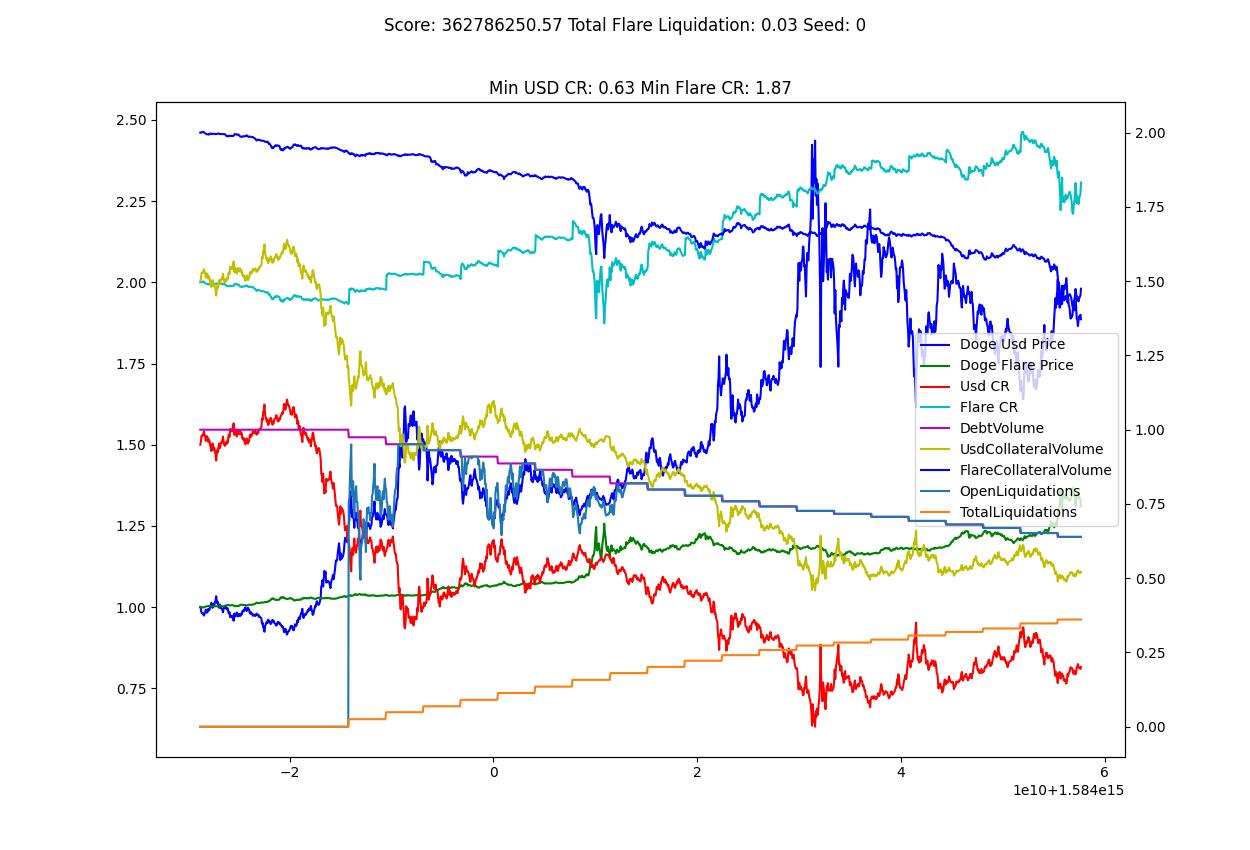 Score: 362786250.57 Total Flare Liquidation: 0.03 Seed: 0
Min USD CR: 0.63 Min Flare CR: 1.87
2.50
2.25
2.00
1.75
1.50
1.25
1.00
0.75
2.00
1.75
1.50
1.25
1.00
0.75
0.50
0.25
0.00
Doge Usd Price
Doge Flare Price
Usd CR
Flare CR
DebtVolume
UsdCollateralVolume
FlareCollateralVolume
OpenLiquidations
TotalLiquidations
−2 0 2 4 6
1e10+1.584e15